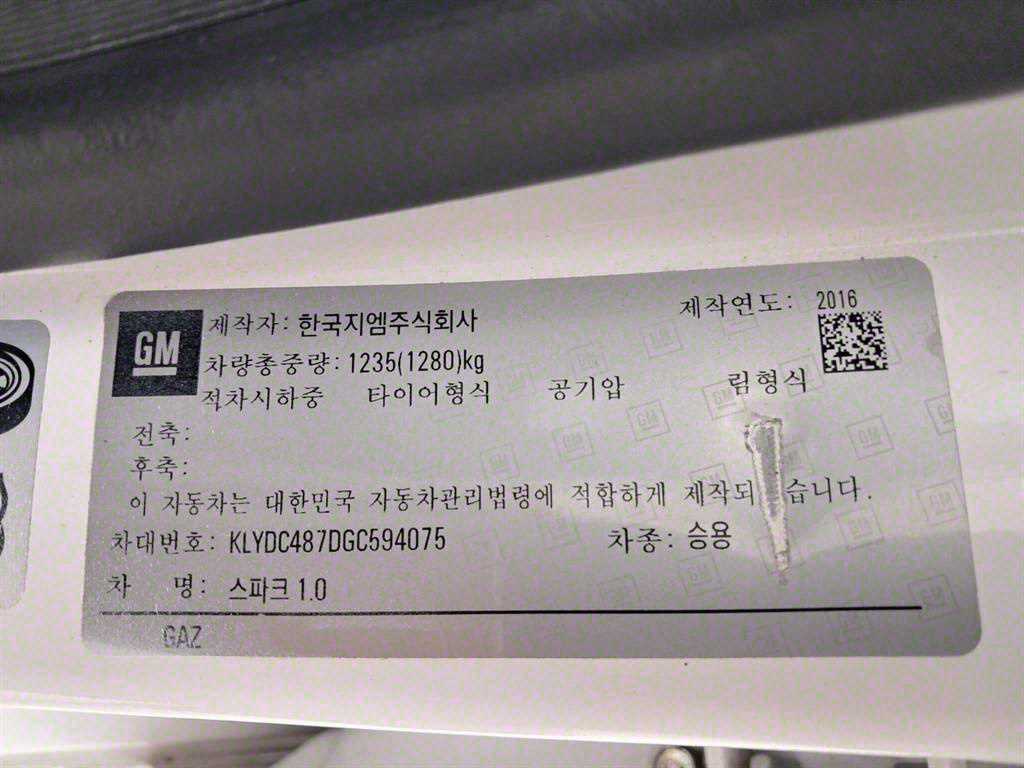 GM 제작자: 한국지엠주식회사 제작연도: 2016
차량총중량: 1235(1280)kg
적차시하중 타이어형식 공기압 림형식
전축:
후축:
이 자동차는 대한민국 자동차관리법령에 적합하게 제작되 습니다.
차대번호: KLYDC487DGC594075 차종: 승용
차 명: 스파크 1.0
GAZ